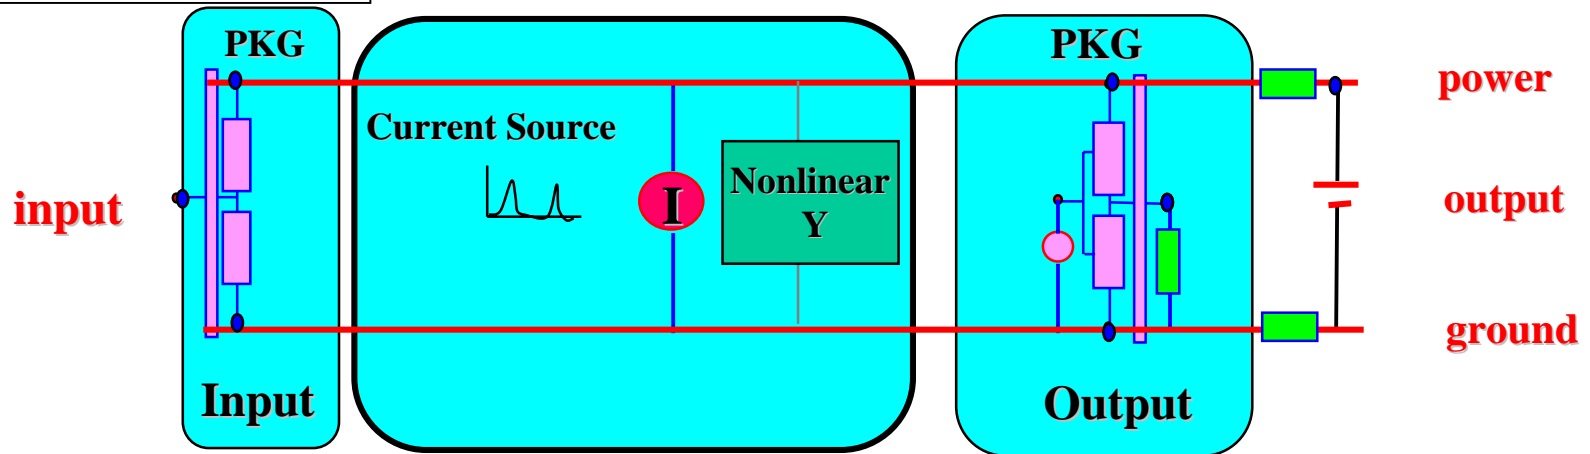 PKG
PKG
power
Current Source
Nonlinear
Y
I
input
output
ground
Input
Output